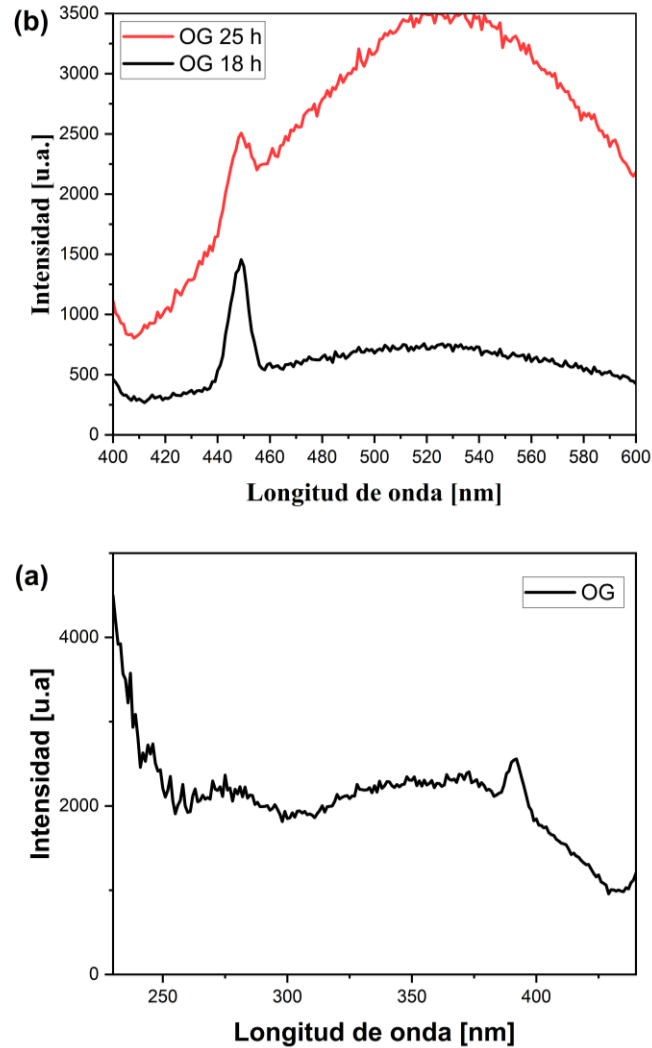 (b)
3500
3000
2500
2000
1500
1000
500
0
Intensidad [u.a.]
OG 25 h
OG 18 h
400 420 440 460 480 500 520 540 560 580 600
Longitud de onda [nm]
(a)
4000
2000
0
Intensidad [u.a]
OG
250 300 350 400
Longitud de onda [nm]